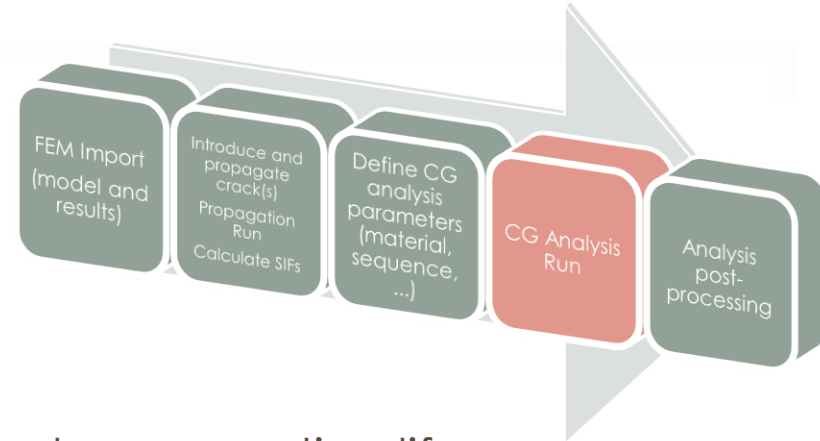 FEM Import
(model and
results)
Introduce and
propagate
crack(s)
Propagation
Run
Calculate SIFs
Define CG
analysis
parameters
(material,
sequence,
...)
CG Analysis
Run
Analysis
post-
processing